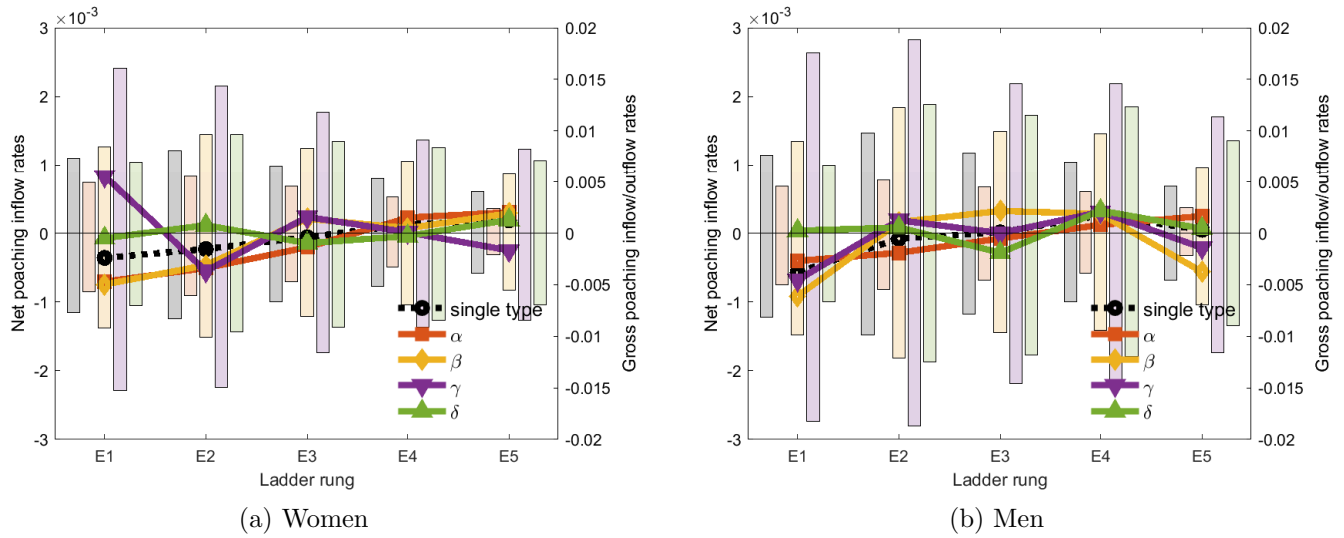 ×10⁻³
3
2
1
0
-1
-2
-3
Net poaching inflow rates
0.02
0.015
0.01
0.005
0
-0.005
-0.01
-0.015
-0.02
Gross poaching inflow/outflow rates
single type
α
β
γ
δ
E1 E2 E3 E4 E5
Ladder rung
(a) Women
×10⁻³
3
2
1
0
-1
-2
-3
Net poaching inflow rates
0.02
0.015
0.01
0.005
0
-0.005
-0.01
-0.015
-0.02
Gross poaching inflow/outflow rates
single type
α
β
γ
δ
E1 E2 E3 E4 E5
Ladder rung
(b) Men